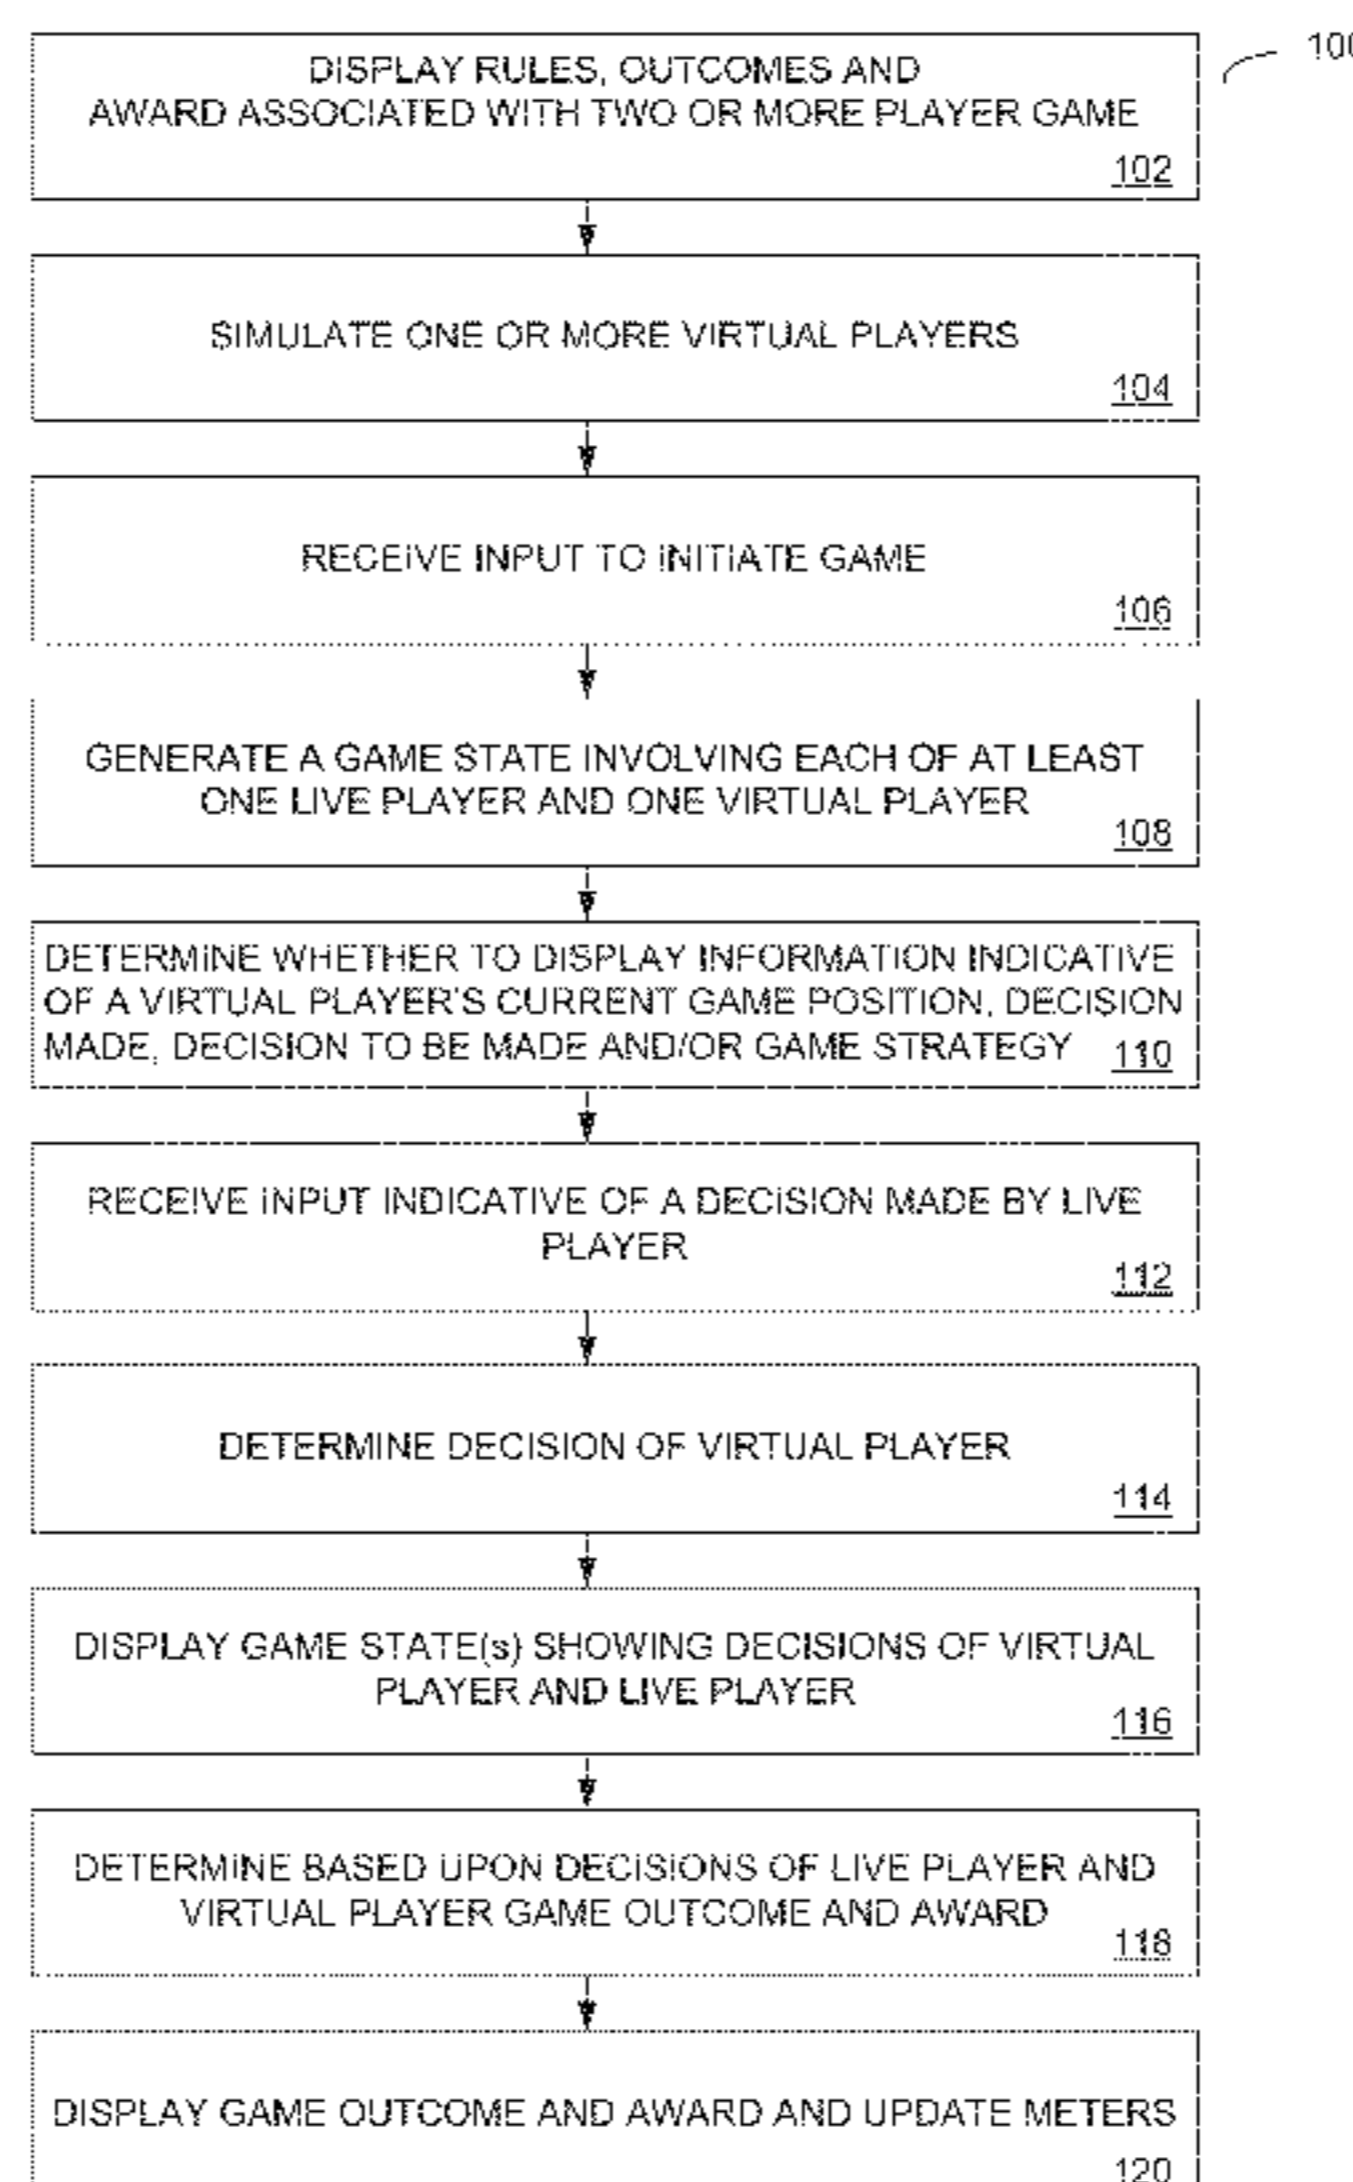 100
DISPLAY RULES, OUTCOMES AND
AWARD ASSOCIATED WITH TWO OR MORE PLAYER GAME
102
SIMULATE ONE OR MORE VIRTUAL PLAYERS
104
RECEIVE INPUT TO INITIATE GAME
106
GENERATE A GAME STATE INVOLVING EACH OF AT LEAST
ONE LIVE PLAYER AND ONE VIRTUAL PLAYER
108
DETERMINE WHETHER TO DISPLAY INFORMATION INDICATIVE
OF A VIRTUAL PLAYER'S CURRENT GAME POSITION, DECISION
MADE, DECISION TO BE MADE AND/OR GAME STRATEGY 110
RECEIVE INPUT INDICATIVE OF A DECISION MADE BY LIVE
PLAYER
112
DETERMINE DECISION OF VIRTUAL PLAYER
114
DISPLAY GAME STATE(s) SHOWING DECISIONS OF VIRTUAL
PLAYER AND LIVE PLAYER
116
DETERMINE BASED UPON DECISIONS OF LIVE PLAYER AND
VIRTUAL PLAYER GAME OUTCOME AND AWARD
118
DISPLAY GAME OUTCOME AND AWARD AND UPDATE METERS
120